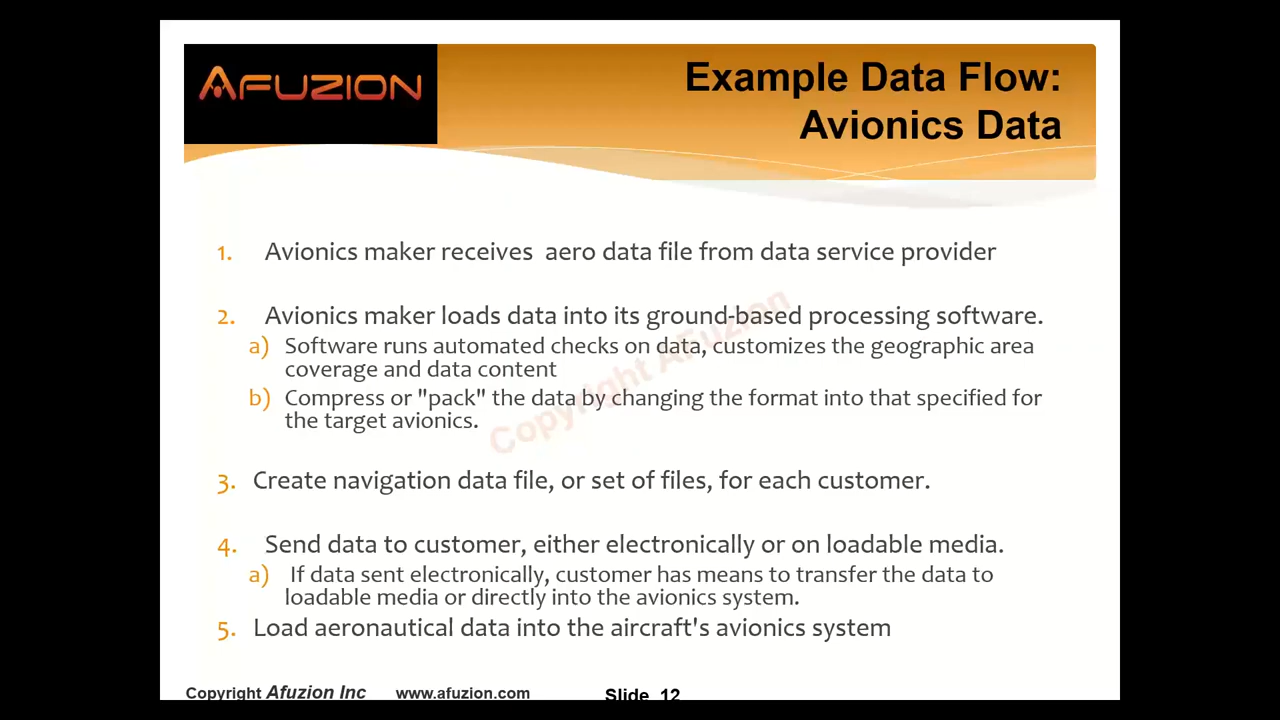 AFUZION
Example Data Flow:
Avionics Data
1. Avionics maker receives aero data file from data service provider
2. Avionics maker loads data into its ground-based processing software.
a) Software runs automated checks on data, customizes the geographic area
coverage and data content
b) Compress or "pack" the data by changing the format into that specified for
the target avionics.
Copyright AFuzion
3. Create navigation data file, or set of files, for each customer.
4. Send data to customer, either electronically or on loadable media.
a) If data sent electronically, customer has means to transfer the data to
loadable media or directly into the avionics system.
5. Load aeronautical data into the aircraft's avionics system
Copyright Afuzion Inc www.afuzion.com Slide 12